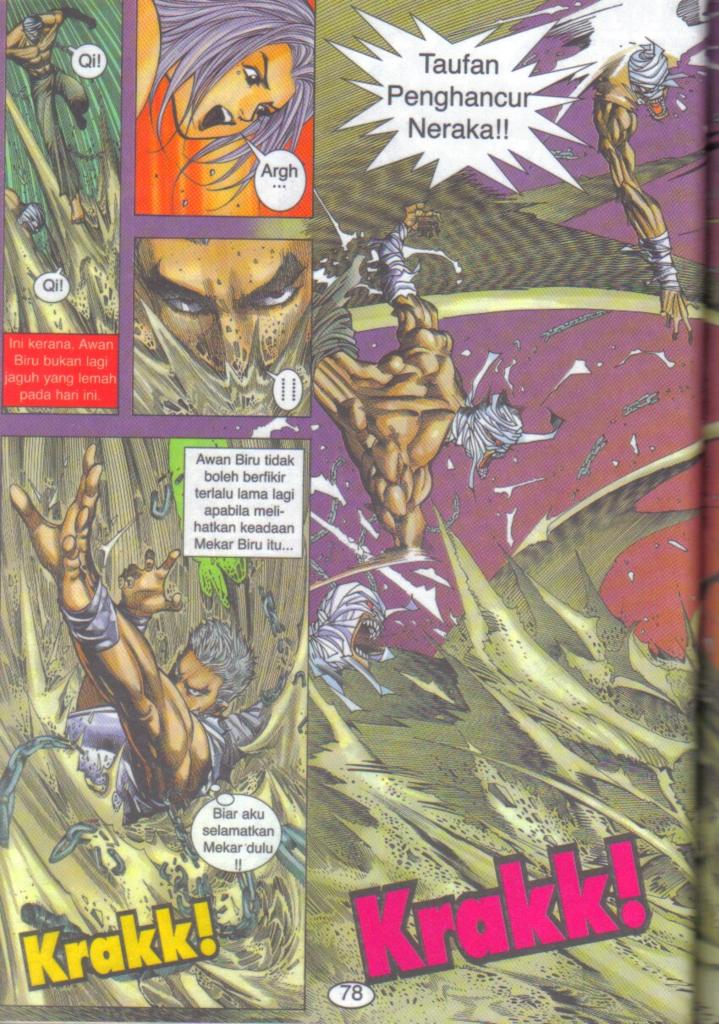 Qi!
Qi!
Ini kerana, Awan
Biru bukan lagi
jaguh yang lemah
pada hari ini.
Argh
...
Taufan
Penghancur
Neraka!!
Awan Biru tidak
boleh berfikir
terlalu lama lagi
apabila meli-
hatkan keadaan
Mekar Biru itu...
Biar aku
selamatkan
Mekar dulu
!!
Krakk!
Krakk!
78